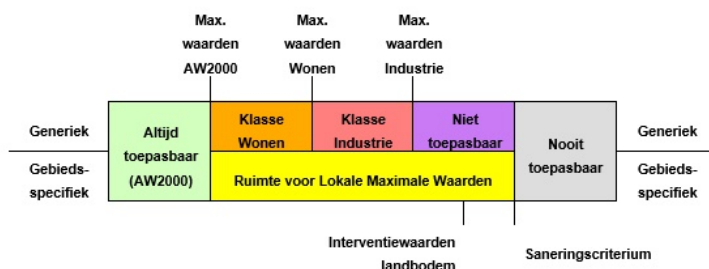 Max.
waarden
AW2000
Max.
waarden
Wonen
Max.
waarden
Industrie
Generiek
Gebieds-
specifiek
Altijd
toepasbaar
(AW2000)
Klasse
Wonen
Klasse
Industrie
Niet
toepasbaar
Ruimte voor Lokale Maximale Waarden
Nooit
toepasbaar
Generiek
Gebieds-
specifiek
Interventiewaarden
landbodem
Saneringscriterium